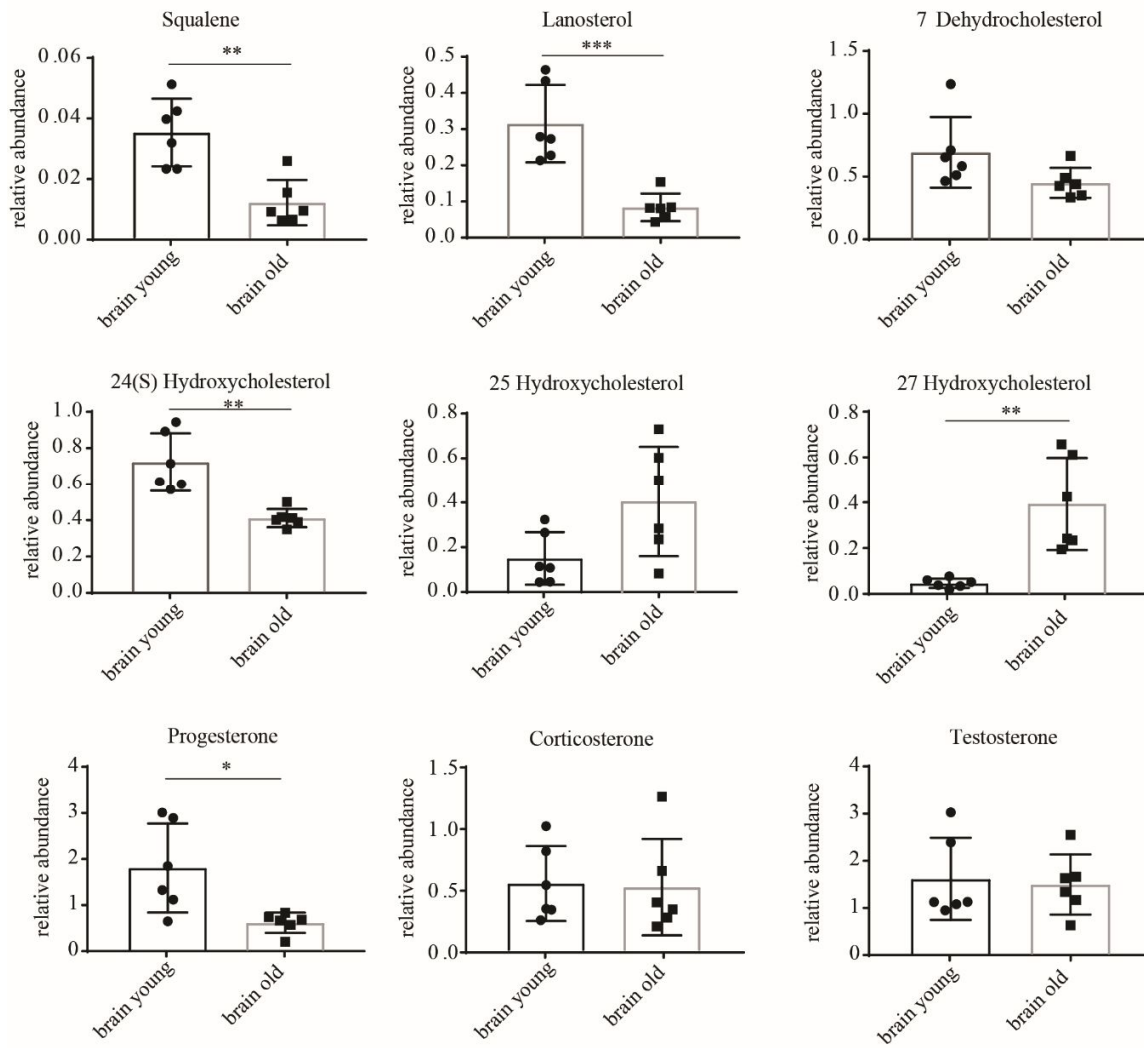 Squalene
Lanosterol
7 Dehydrocholesterol
relative abundance
0.06
0.04
0.02
0.00
**
brain young
brain old
relative abundance
0.5
0.4
0.3
0.2
0.1
0.0
***
brain young
brain old
relative abundance
1.5
1.0
0.5
0.0
brain young
brain old
24(S) Hydroxycholesterol
25 Hydroxycholesterol
27 Hydroxycholesterol
relative abundance
1.0
0.8
0.6
0.4
0.2
0.0
**
brain young
brain old
relative abundance
0.8
0.6
0.4
0.2
0.0
brain young
brain old
relative abundance
0.8
0.6
0.4
0.2
0.0
**
brain young
brain old
Progesterone
Corticosterone
Testosterone
relative abundance
4
3
2
1
0
*
brain young
brain old
relative abundance
1.5
1.0
0.5
0.0
brain young
brain old
relative abundance
4
3
2
1
0
brain young
brain old